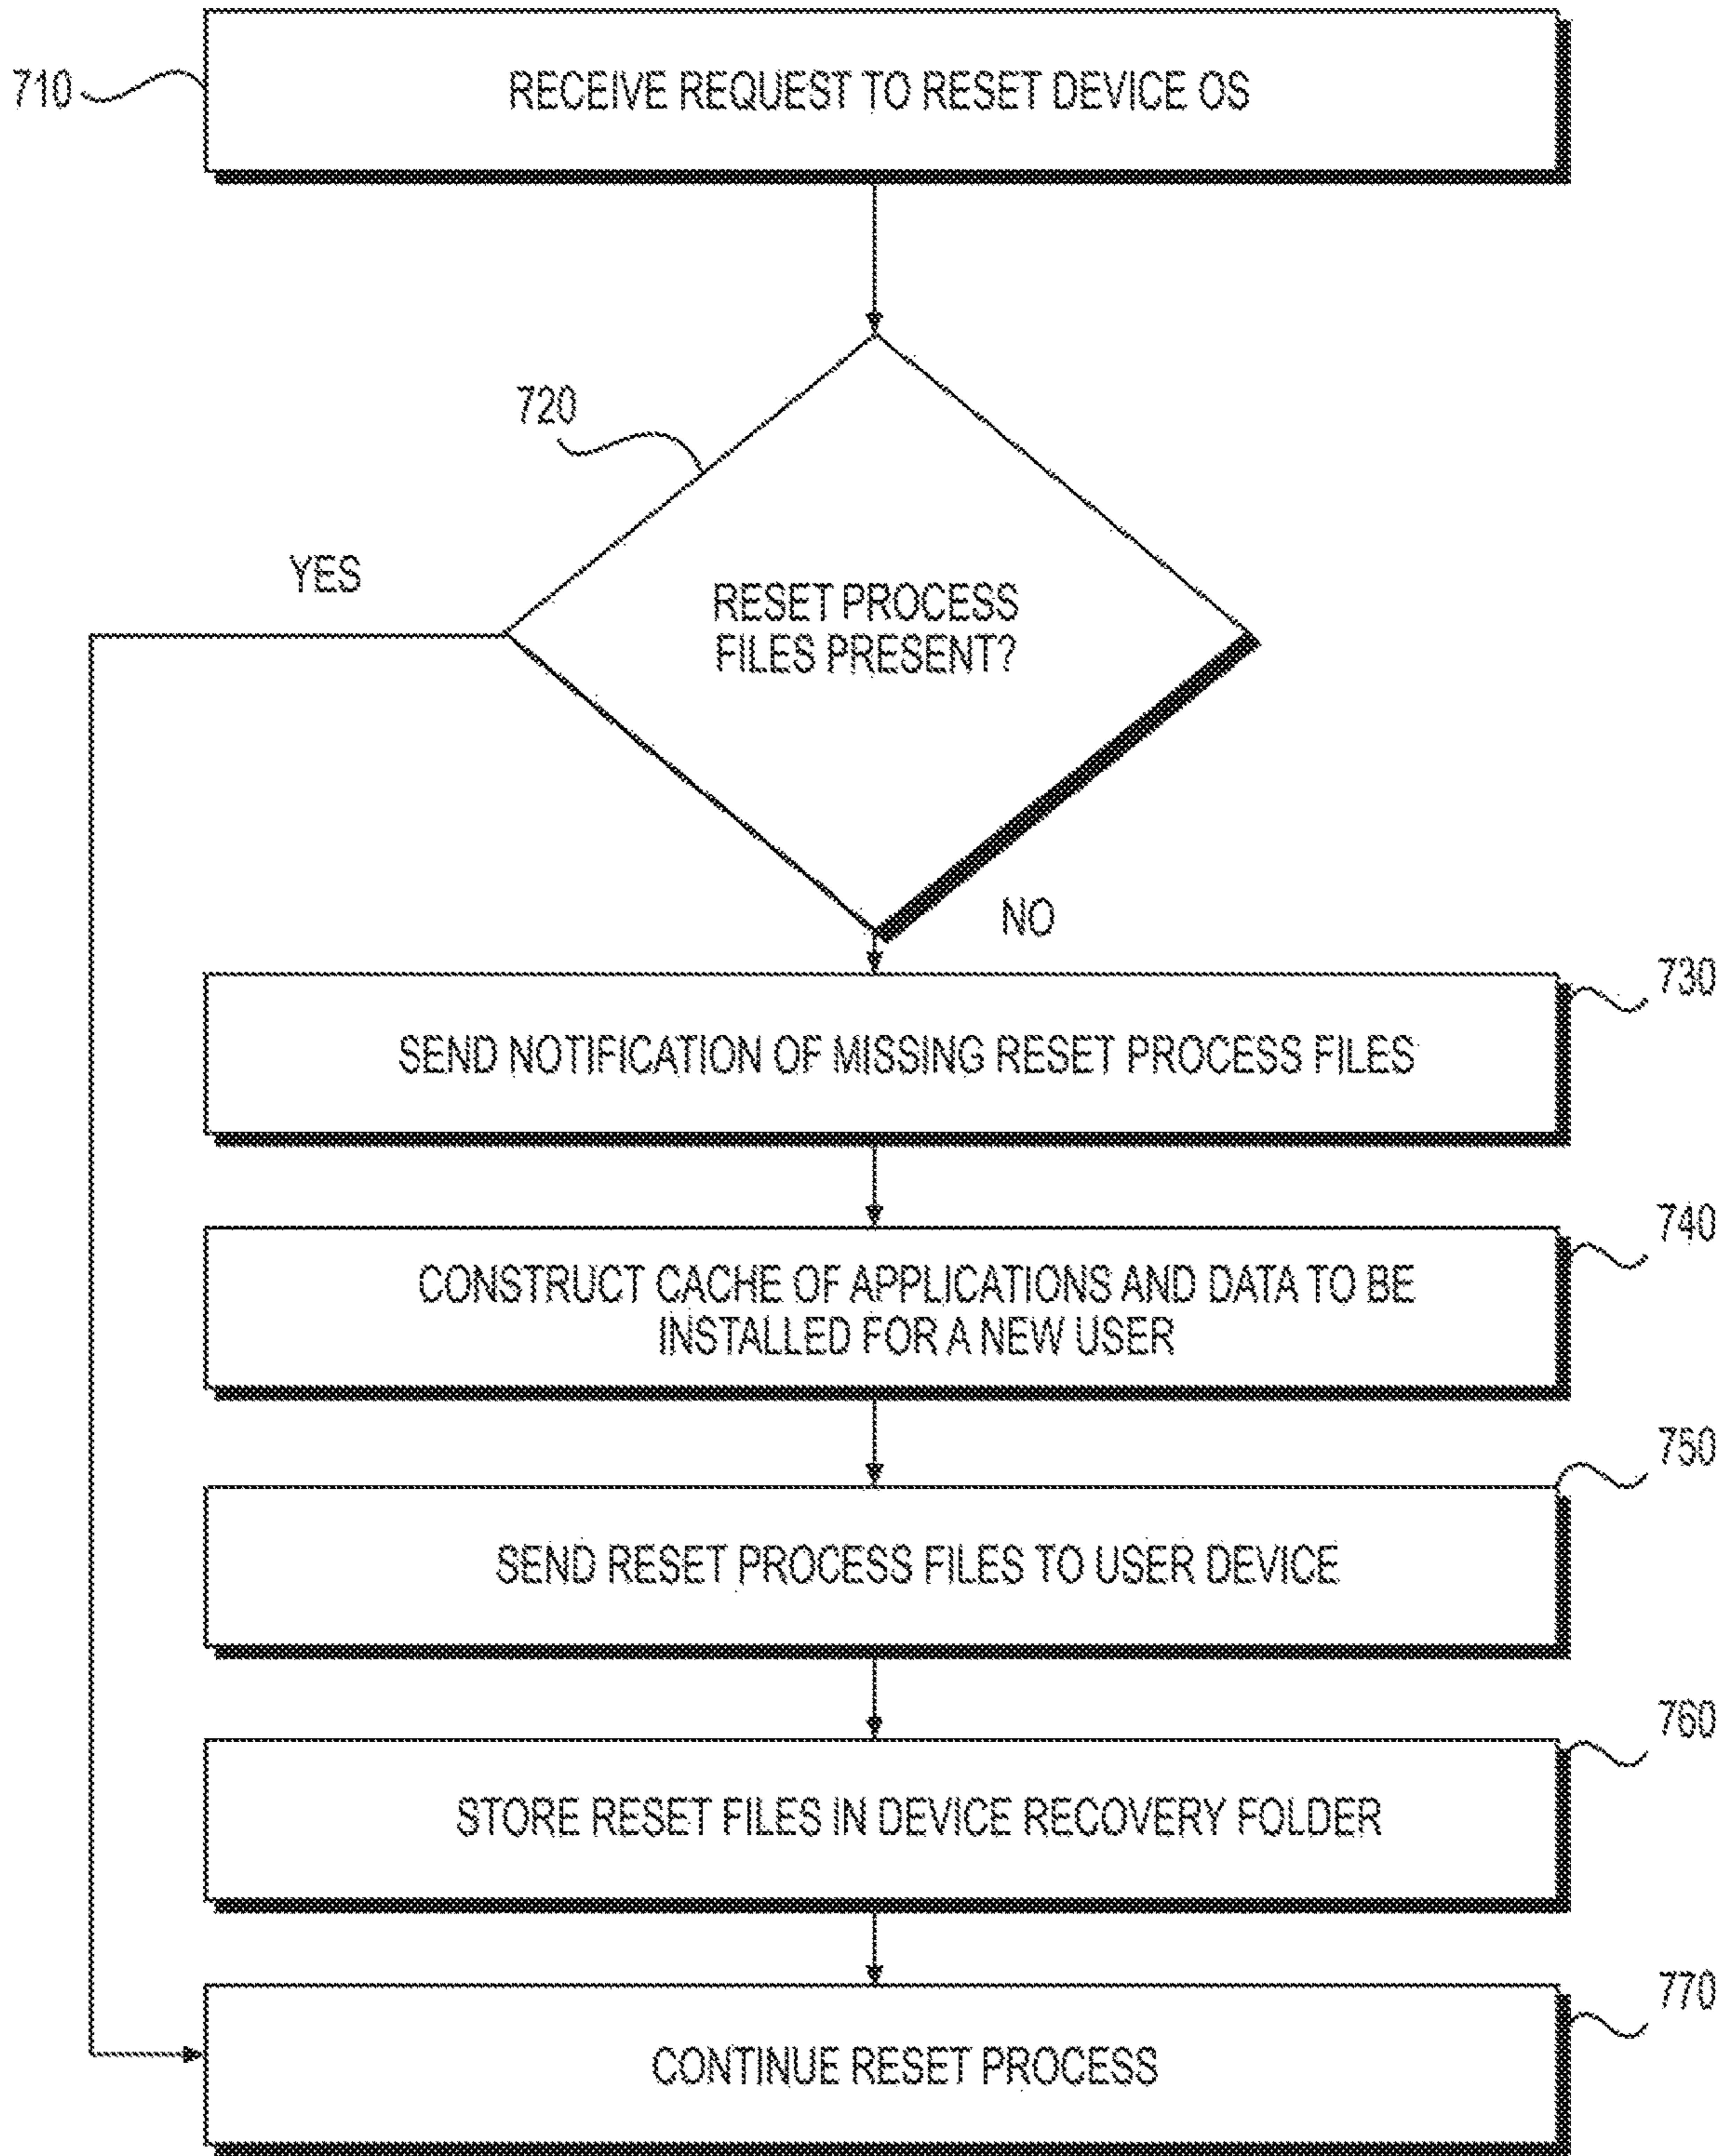 710
RECEIVE REQUEST TO RESET DEVICE OS
720
YES
RESET PROCESS
FILES PRESENT?
NO
730
SEND NOTIFICATION OF MISSING RESET PROCESS FILES
740
CONSTRUCT CACHE OF APPLICATIONS AND DATA TO BE
INSTALLED FOR A NEW USER
750
SEND RESET PROCESS FILES TO USER DEVICE
760
STORE RESET FILES IN DEVICE RECOVERY FOLDER
770
CONTINUE RESET PROCESS